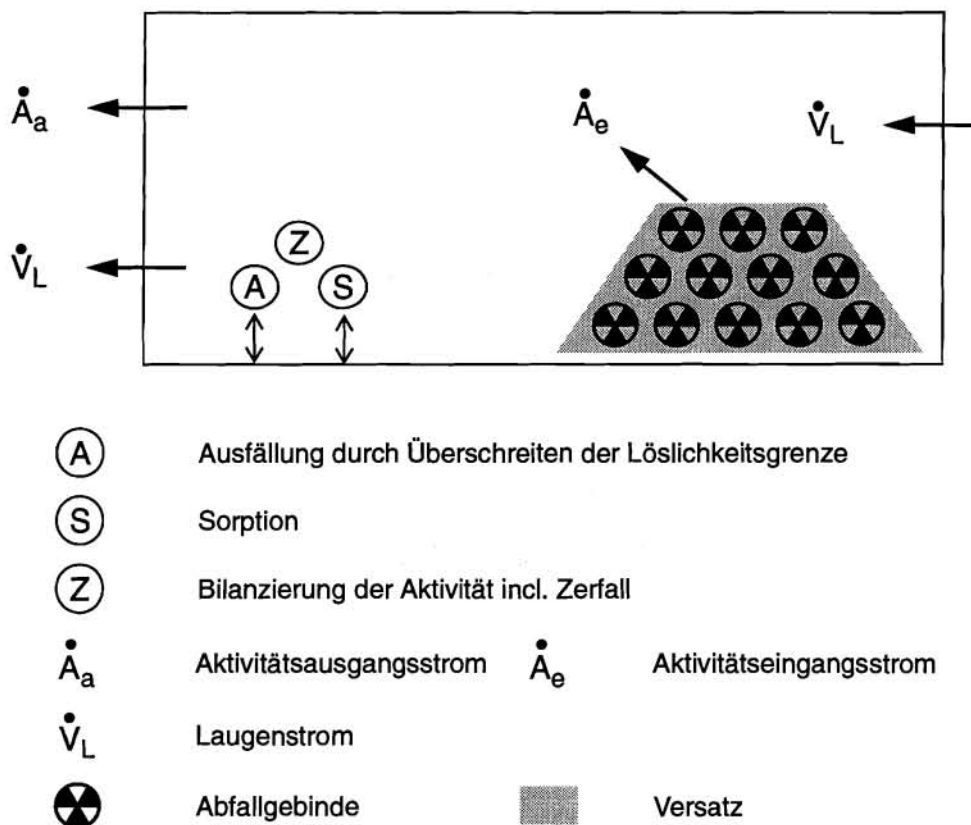 Ȧa
Ȧe
V̇L
V̇L
Z
A
S
A Ausfällung durch Überschreiten der Löslichkeitsgrenze
S Sorption
Z Bilanzierung der Aktivität incl. Zerfall
Ȧa Aktivitätsausgangsstrom Ȧe Aktivitätseingangsstrom
V̇L Laugenstrom
Abfallgebinde Versatz